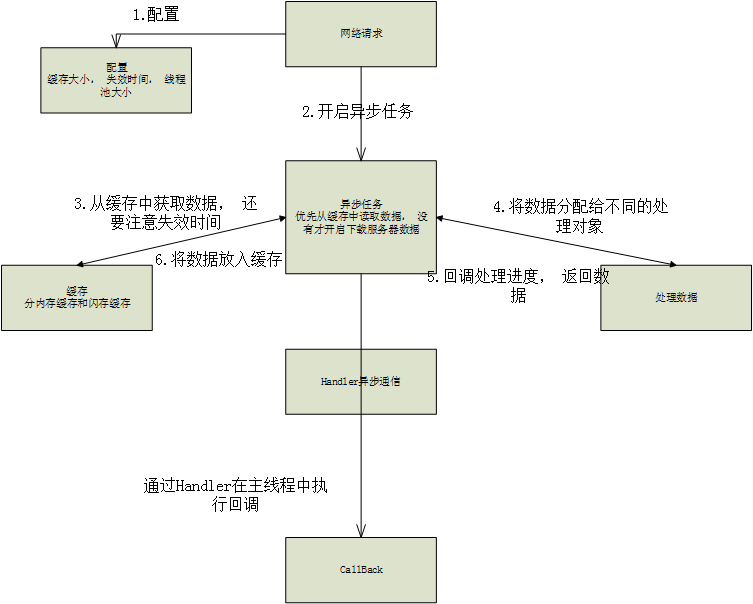 1.配置
网络请求
配置
缓存大小， 失效时间， 线程
池大小
2.开启异步任务
3.从缓存中获取数据， 还
要注意失效时间
异步任务
优先从缓存中读取数据， 没
有才开启下载服务器数据
4.将数据分配给不同的处
理对象
6.将数据放入缓存
5.回调处理进度， 返回数
据
缓存
分内存缓存和闪存缓存
处理数据
Handler异步通信
通过Handler在主线程中执
行回调
CallBack